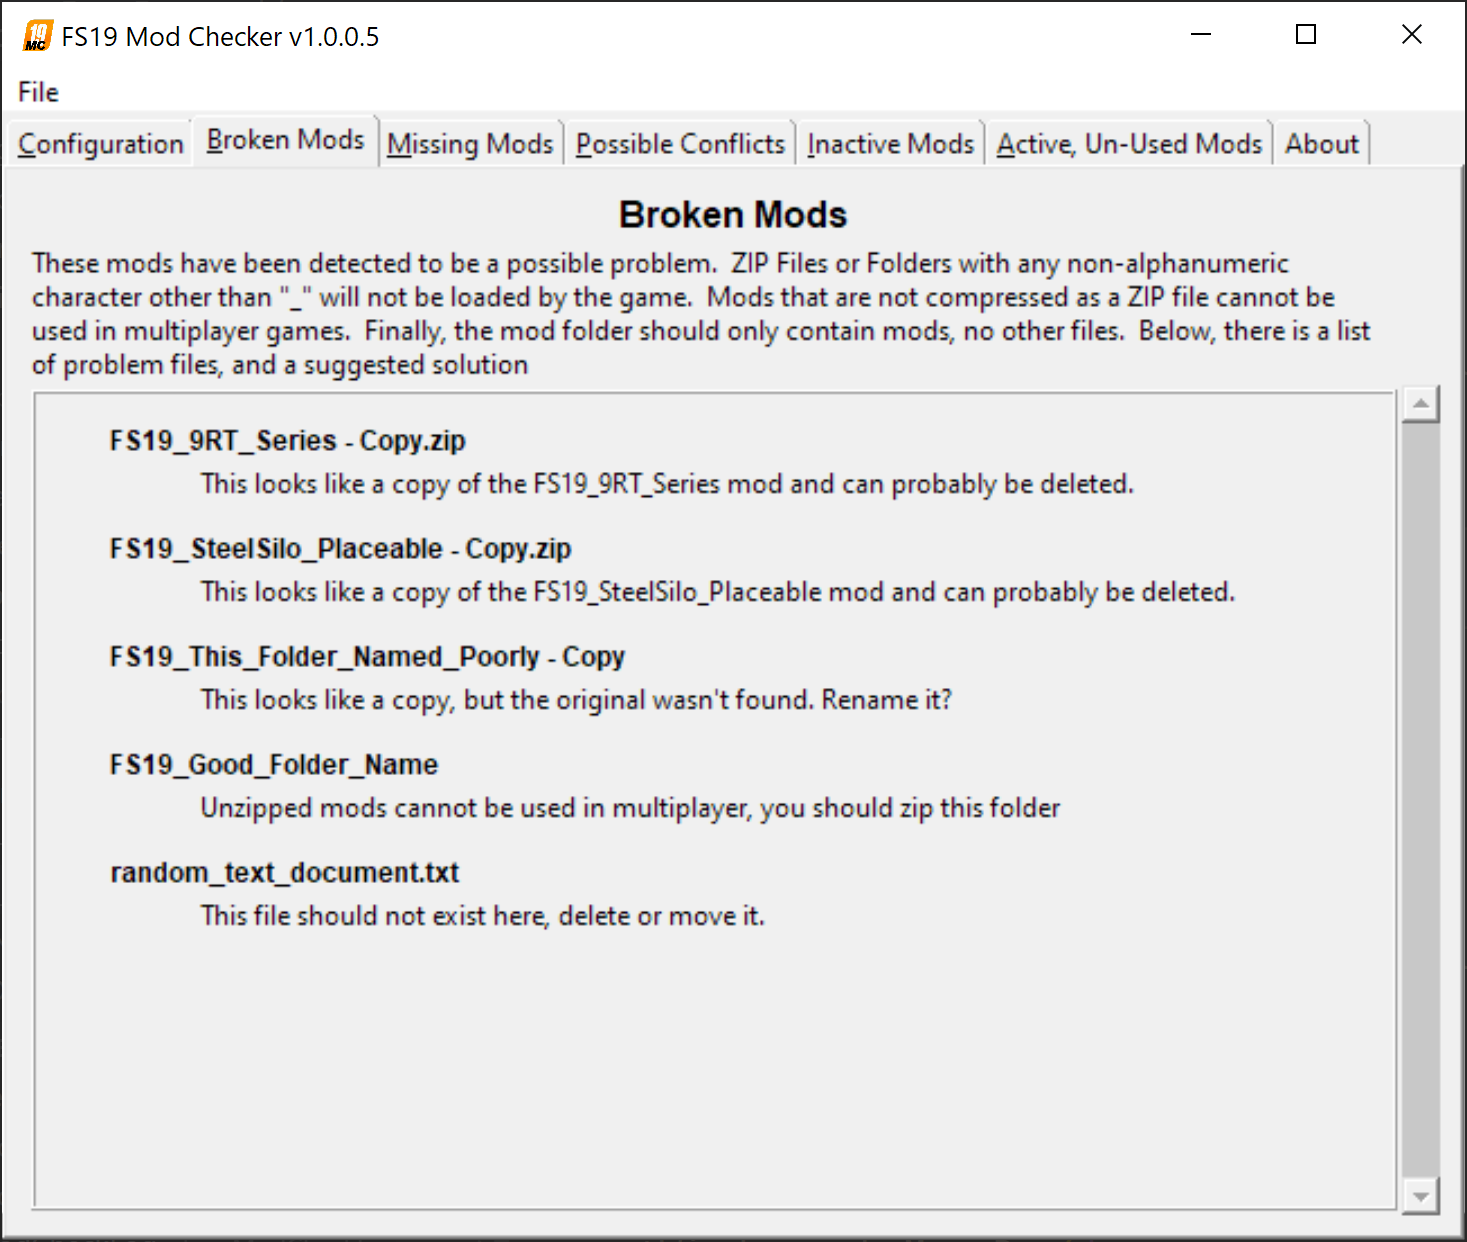 19
MC
FS19 Mod Checker v1.0.0.5
File
Configuration
Broken Mods
Missing Mods
Possible Conflicts
Inactive Mods
Active, Un-Used Mods
About
Broken Mods
These mods have been detected to be a possible problem.  ZIP Files or Folders with any non-alphanumeric
character other than "_" will not be loaded by the game.  Mods that are not compressed as a ZIP file cannot be
used in multiplayer games.  Finally, the mod folder should only contain mods, no other files.  Below, there is a list
of problem files, and a suggested solution
FS19_9RT_Series - Copy.zip
This looks like a copy of the FS19_9RT_Series mod and can probably be deleted.
FS19_SteelSilo_Placeable - Copy.zip
This looks like a copy of the FS19_SteelSilo_Placeable mod and can probably be deleted.
FS19_This_Folder_Named_Poorly - Copy
This looks like a copy, but the original wasn't found. Rename it?
FS19_Good_Folder_Name
Unzipped mods cannot be used in multiplayer, you should zip this folder
random_text_document.txt
This file should not exist here, delete or move it.